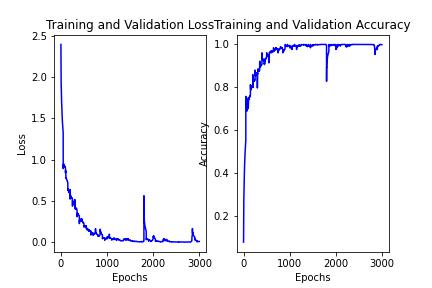 Training and Validation Loss
2.5
2.0
1.5
1.0
0.5
0.0
Loss
0 1000 2000 3000
Epochs
Training and Validation Accuracy
1.0
0.8
0.6
0.4
0.2
Accuracy
0 1000 2000 3000
Epochs